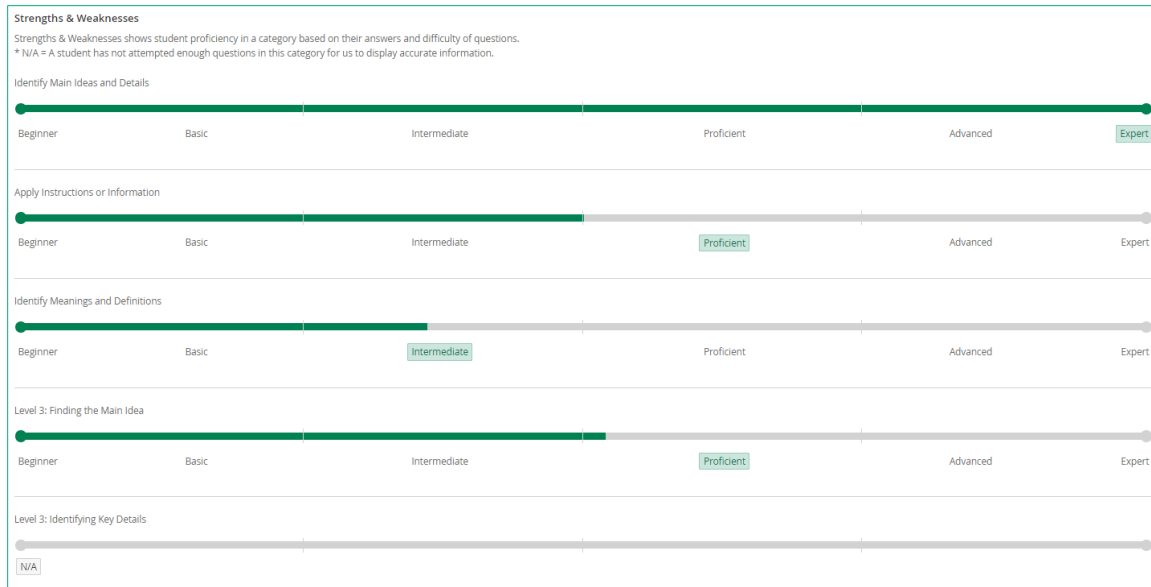 Strengths & Weaknesses
Strengths & Weaknesses shows student proficiency in a category based on their answers and difficulty of questions.
* N/A = A student has not attempted enough questions in this category for us to display accurate information.
Identify Main Ideas and Details
Beginner Basic Intermediate Proficient Advanced Expert
Apply Instructions or Information
Beginner Basic Intermediate Proficient Advanced Expert
Identify Meanings and Definitions
Beginner Basic Intermediate Proficient Advanced Expert
Level 3: Finding the Main Idea
Beginner Basic Intermediate Proficient Advanced Expert
Level 3: Identifying Key Details
N/A